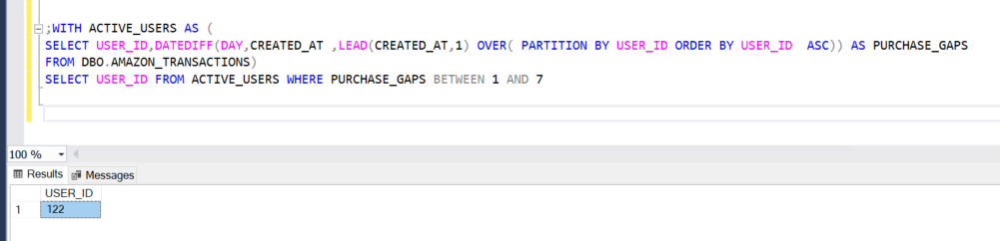 ;WITH ACTIVE_USERS AS (
SELECT USER_ID,DATEDIFF(DAY,CREATED_AT ,LEAD(CREATED_AT,1) OVER( PARTITION BY USER_ID ORDER BY USER_ID  ASC)) AS PURCHASE_GAPS
FROM DBO.AMAZON_TRANSACTIONS)
SELECT USER_ID FROM ACTIVE_USERS WHERE PURCHASE_GAPS BETWEEN 1 AND 7
100 %
Results Messages
USER_ID
1 122